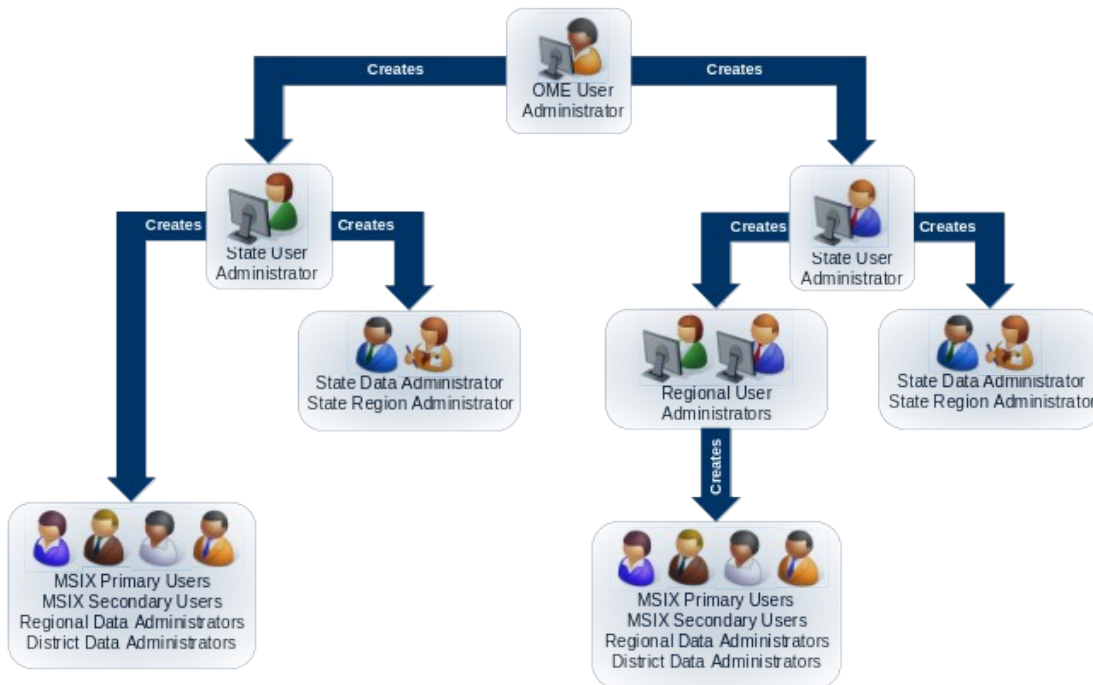 Creates
Creates
OME User
Administrator
Creates
Creates
State User
Administrator
Creates
Creates
State User
Administrator
State Data Administrator
State Region Administrator
Regional User
Administrators
State Data Administrator
State Region Administrator
Creates
MSIX Primary Users
MSIX Secondary Users
Regional Data Administrators
District Data Administrators
MSIX Primary Users
MSIX Secondary Users
Regional Data Administrators
District Data Administrators